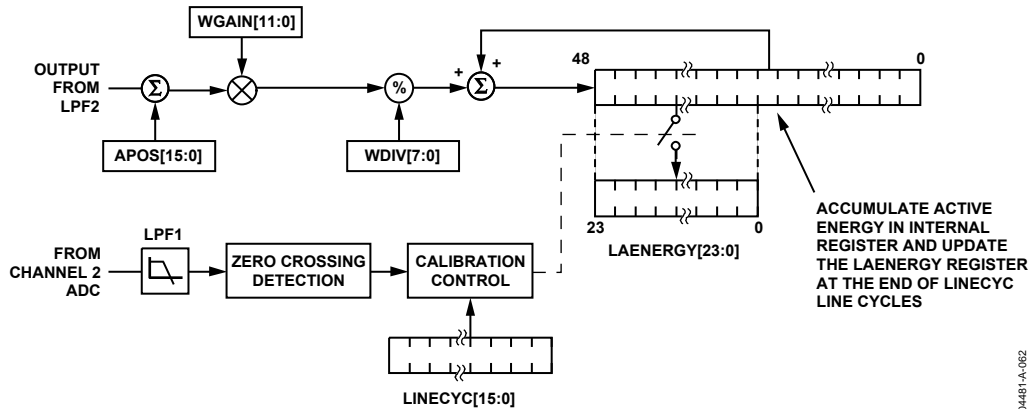 WGAIN[11:0]
OUTPUT
FROM
LPF2
Σ
%
+
+
Σ
48
0
APOS[15:0]
WDIV[7:0]
23
0
LAENERGY[23:0]
ACCUMULATE ACTIVE
ENERGY IN INTERNAL
REGISTER AND UPDATE
THE LAENERGY REGISTER
AT THE END OF LINECYC
LINE CYCLES
FROM
CHANNEL 2
ADC
LPF1
ZERO CROSSING
DETECTION
CALIBRATION
CONTROL
LINECYC[15:0]
04481-A-062